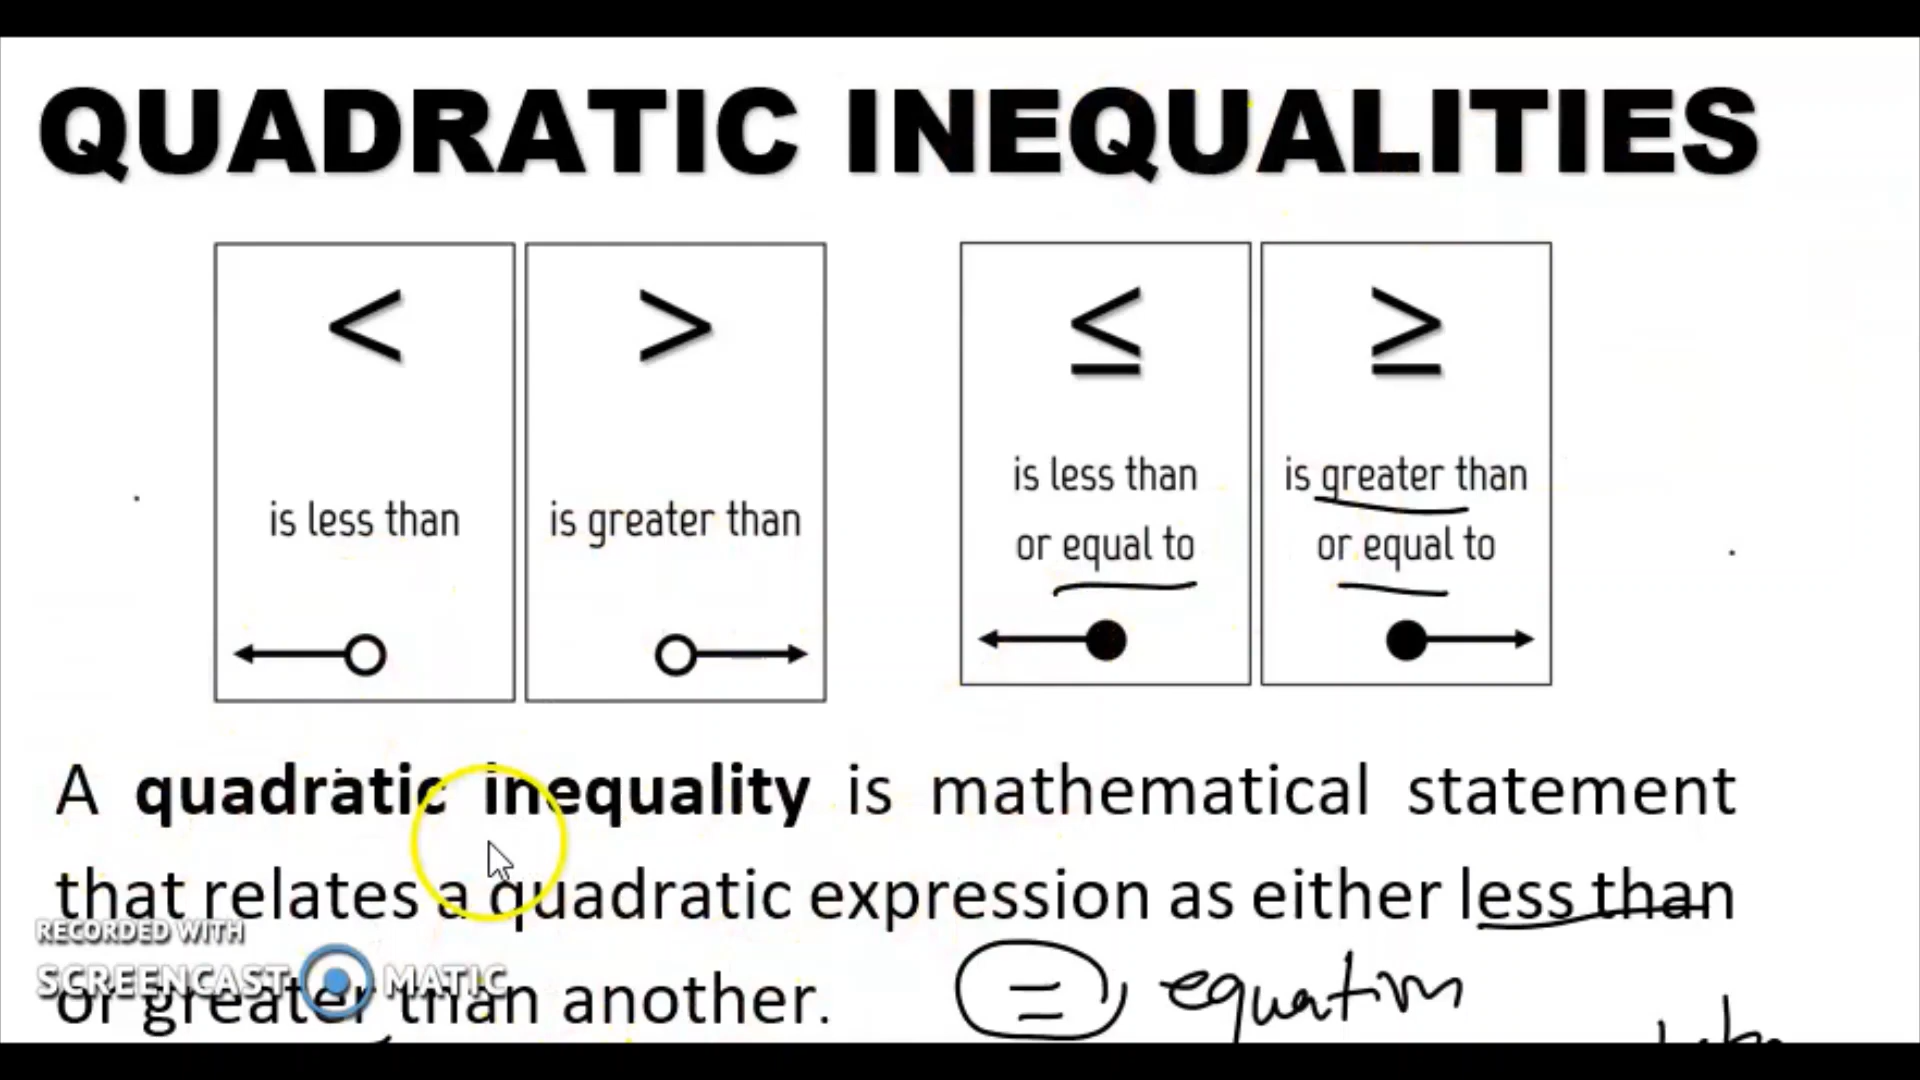 QUADRATIC INEQUALITIES
< > ≤ ≥
is less than
is greater than
is less than
or equal to
is greater than
or equal to
A quadratic inequality is mathematical statement
that relates a quadratic expression as either less than
or greater than another.
= equation
RECORDED WITH
SCREENCAST MATIC